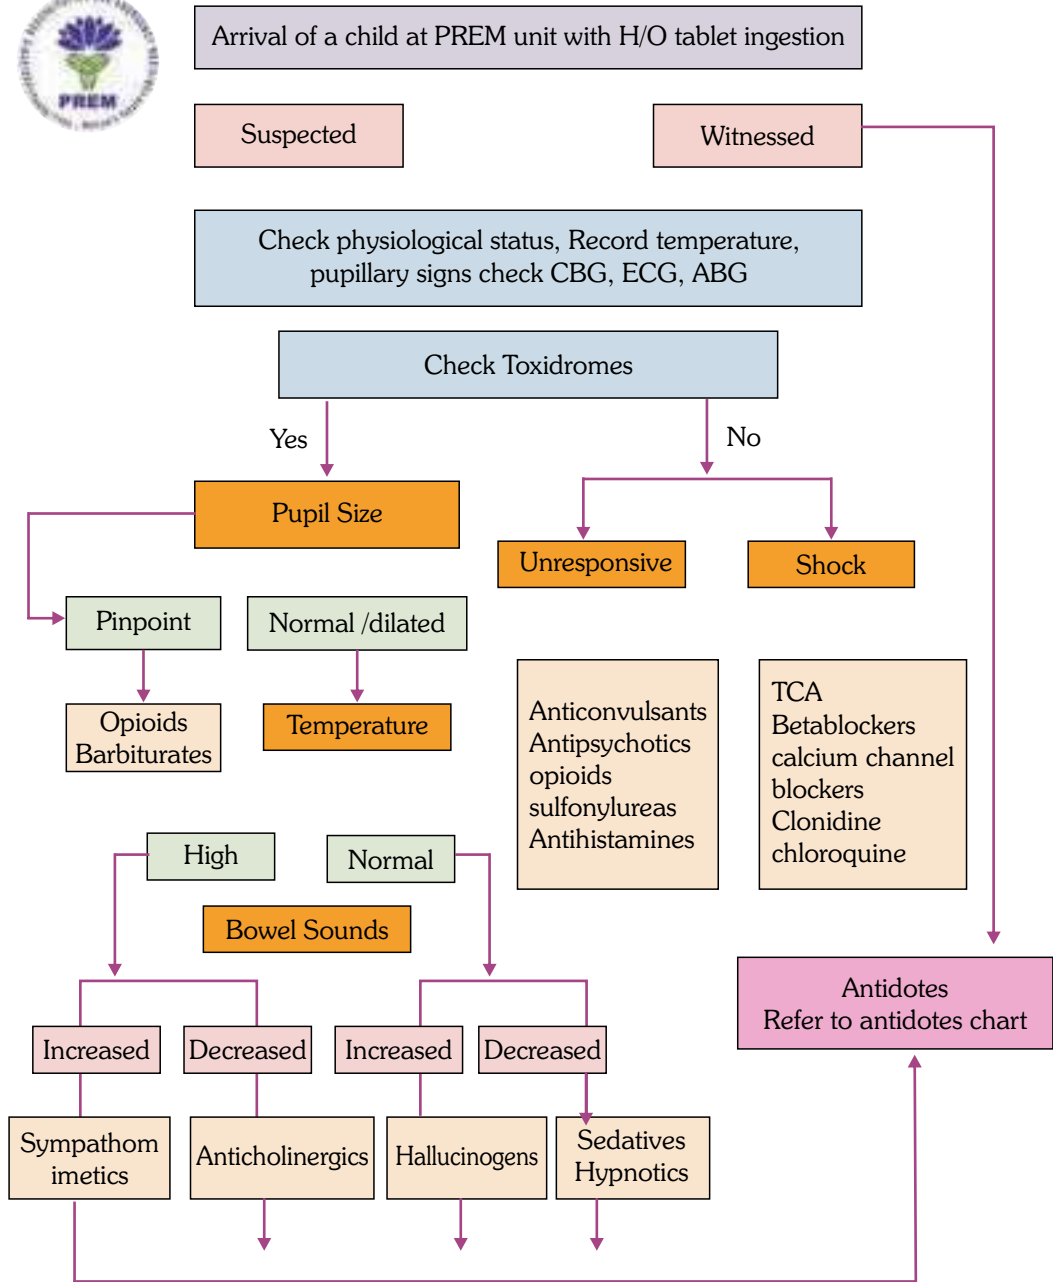 PREM
Arrival of a child at PREM unit with H/O tablet ingestion
Suspected
Witnessed
Check physiological status, Record temperature,
pupillary signs check CBG, ECG, ABG
Check Toxidromes
Yes
No
Pupil Size
Unresponsive
Shock
Pinpoint
Normal /dilated
Opioids
Barbiturates
Temperature
Anticonvulsants
Antipsychotics
opioids
sulfonylureas
Antihistamines
TCA
Betablockers
calcium channel
blockers
Clonidine
chloroquine
High
Normal
Bowel Sounds
Antidotes
Refer to antidotes chart
Increased
Decreased
Increased
Decreased
Sympathom
imetics
Anticholinergics
Hallucinogens
Sedatives
Hypnotics